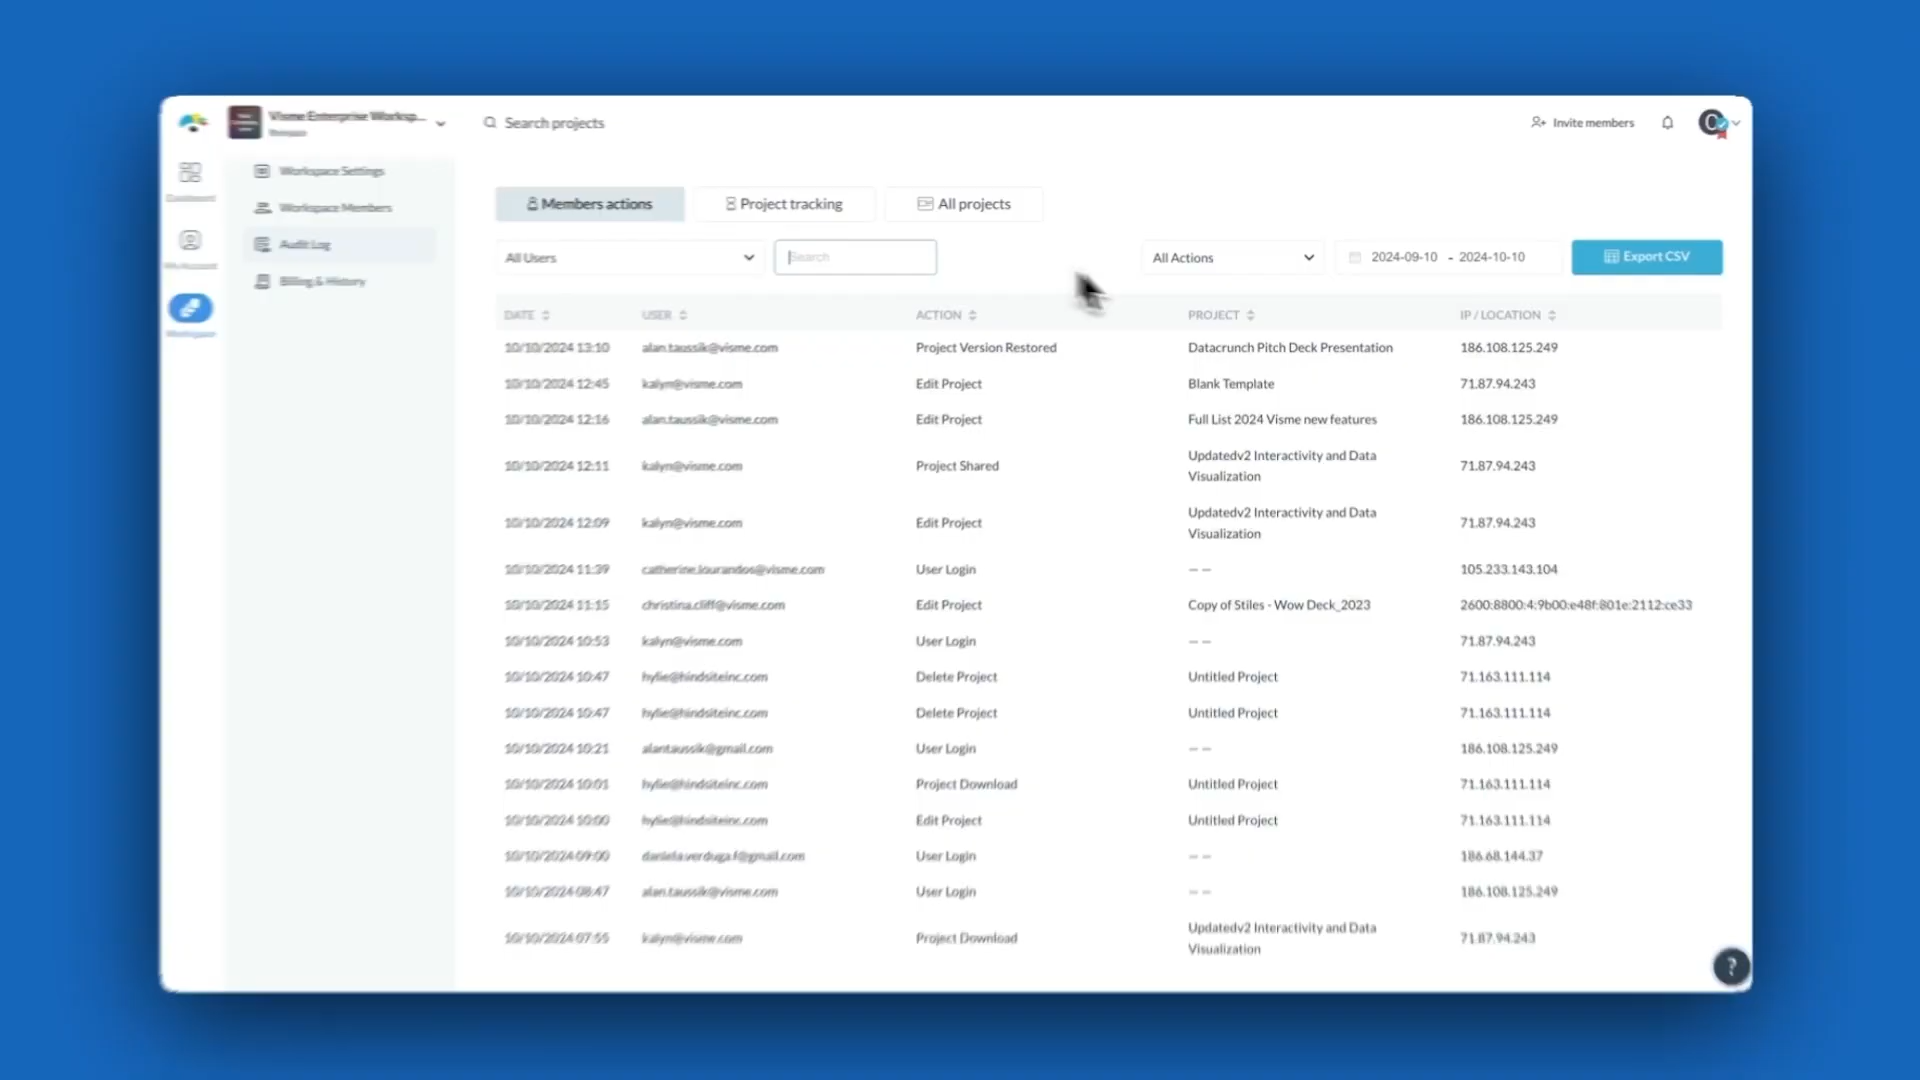 Visme Enterprise Worksp...
Search projects
Invite members
Dashboard
My Account
Workspace
Workspace Settings
Workspace Members
Audit Log
Billing & History
Members actions
Project tracking
All projects
All Users
Search
All Actions
2024-09-10 - 2024-10-10
Export CSV
DATE USER ACTION PROJECT IP / LOCATION
10/10/2024 13:10 alan.taussik@visme.com Project Version Restored Datacrunch Pitch Deck Presentation 186.108.125.249
10/10/2024 12:45 kalyn@visme.com Edit Project Blank Template 71.87.94.243
10/10/2024 12:16 alan.taussik@visme.com Edit Project Full List 2024 Visme new features 186.108.125.249
10/10/2024 12:11 kalyn@visme.com Project Shared Updatedv2 Interactivity and Data Visualization 71.87.94.243
10/10/2024 12:09 kalyn@visme.com Edit Project Updatedv2 Interactivity and Data Visualization 71.87.94.243
10/10/2024 11:39 catherine.lourandos@visme.com User Login -- 105.233.143.104
10/10/2024 11:15 christina.cliff@visme.com Edit Project Copy of Stiles - Wow Deck_2023 2600:8800:4:9b00:e48f:801e:2112:ce33
10/10/2024 10:53 kalyn@visme.com User Login -- 71.87.94.243
10/10/2024 10:47 hylie@hindsiteinc.com Delete Project Untitled Project 71.163.111.114
10/10/2024 10:47 hylie@hindsiteinc.com Delete Project Untitled Project 71.163.111.114
10/10/2024 10:21 alantaussik@gmail.com User Login -- 186.108.125.249
10/10/2024 10:01 hylie@hindsiteinc.com Project Download Untitled Project 71.163.111.114
10/10/2024 10:00 hylie@hindsiteinc.com Edit Project Untitled Project 71.163.111.114
10/10/2024 09:00 daniela.verduga.f@gmail.com User Login -- 186.68.144.37
10/10/2024 08:47 alan.taussik@visme.com User Login -- 186.108.125.249
10/10/2024 07:55 kalyn@visme.com Project Download Updatedv2 Interactivity and Data Visualization 71.87.94.243
?